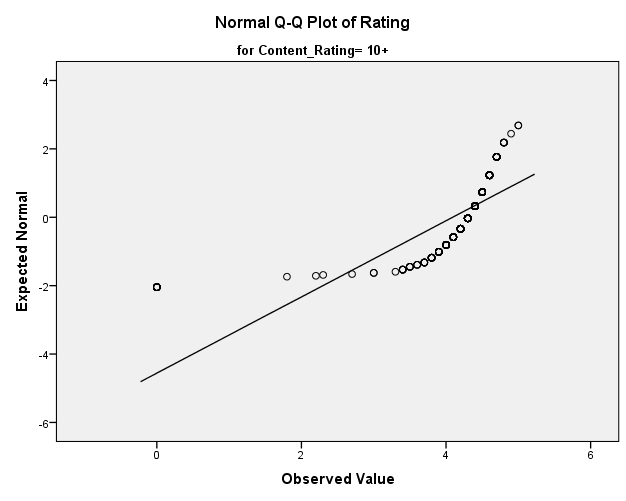 Normal Q-Q Plot of Rating
for Content_Rating= 10+
4
2
0
-2
-4
-6
Expected Normal
0 2 4 6
Observed Value